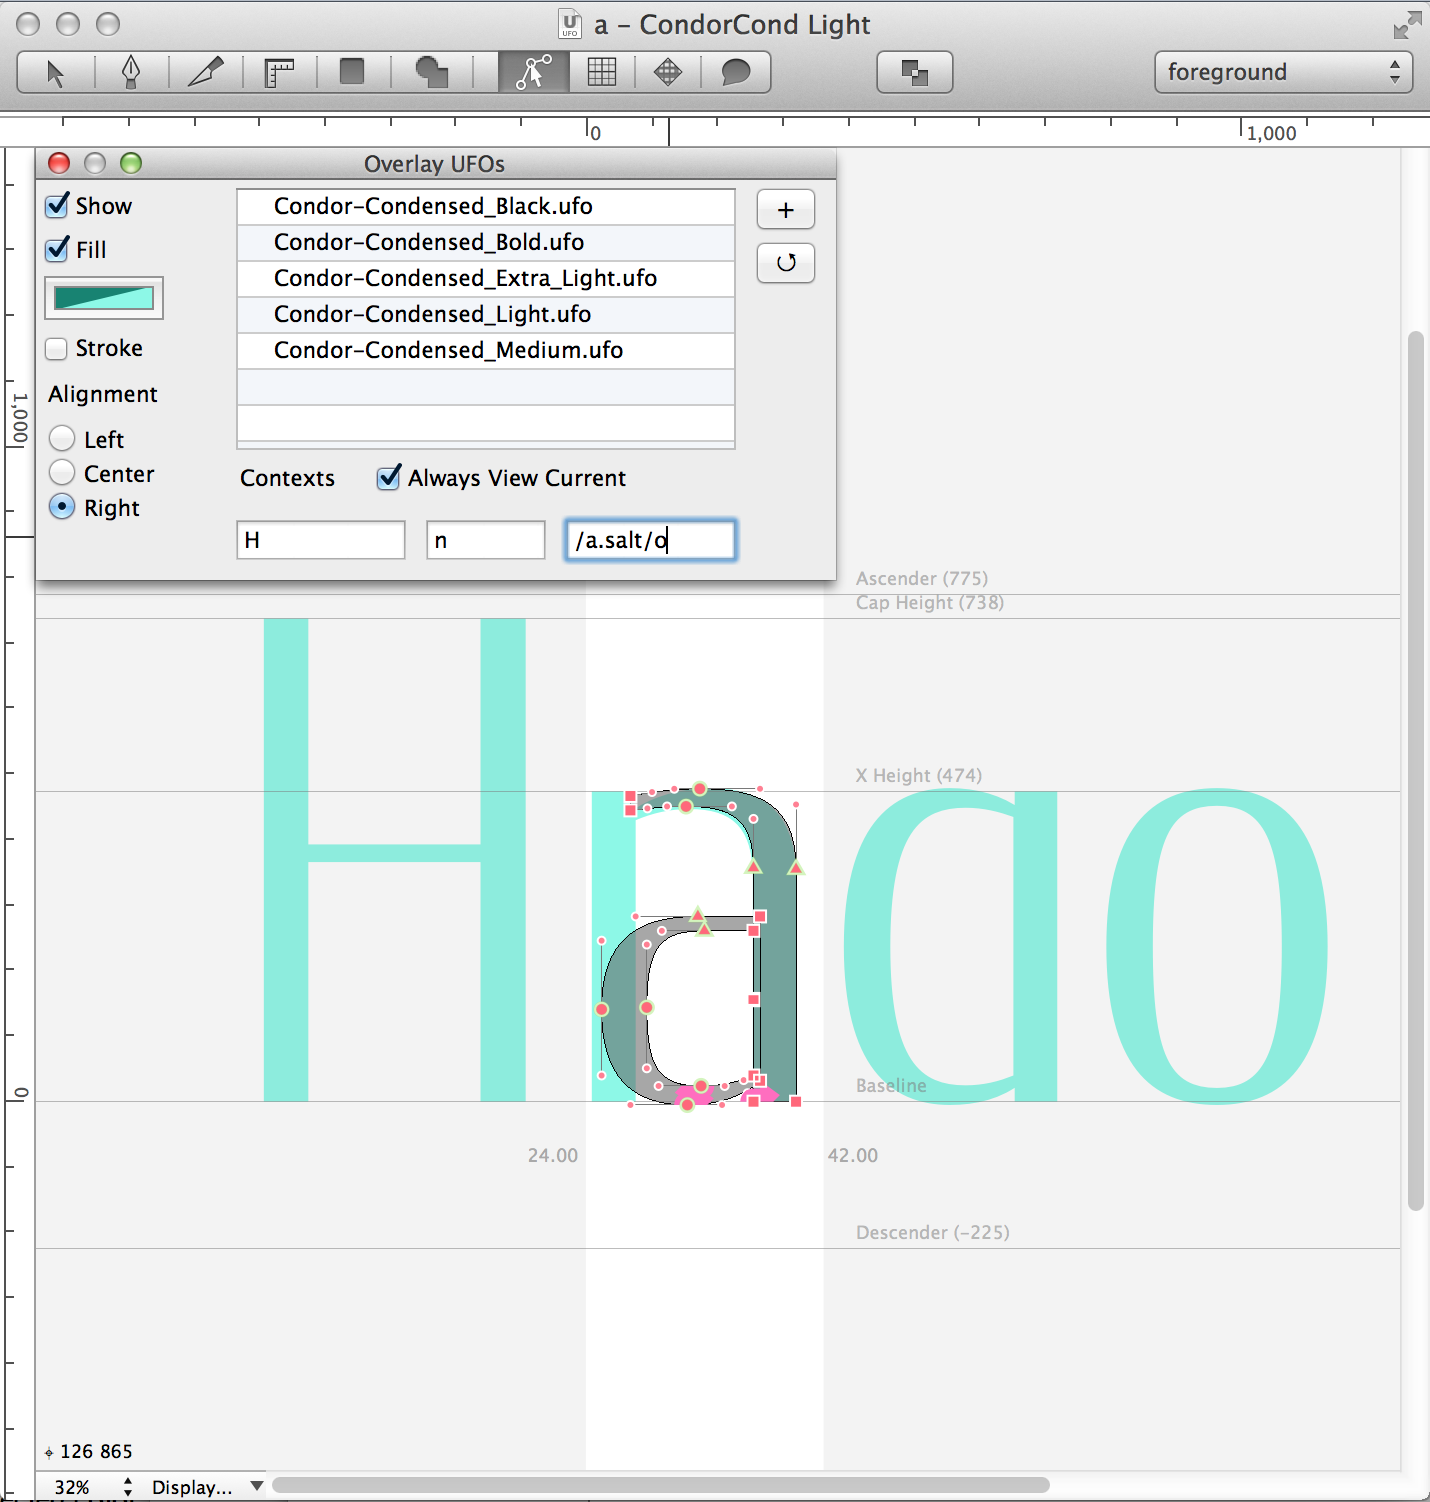 a – CondorCond Light
foreground
0
1,000
Overlay UFOs
Show
Fill
Stroke
Alignment
Left
Center
Right
Condor-Condensed_Black.ufo
Condor-Condensed_Bold.ufo
Condor-Condensed_Extra_Light.ufo
Condor-Condensed_Light.ufo
Condor-Condensed_Medium.ufo
+
Contexts
Always View Current
H
n
/a.salt/o
1,000
Ascender (775)
Cap Height (738)
X Height (474)
H a do
0
Baseline
24.00
42.00
Descender (-225)
126 865
32%
Display...